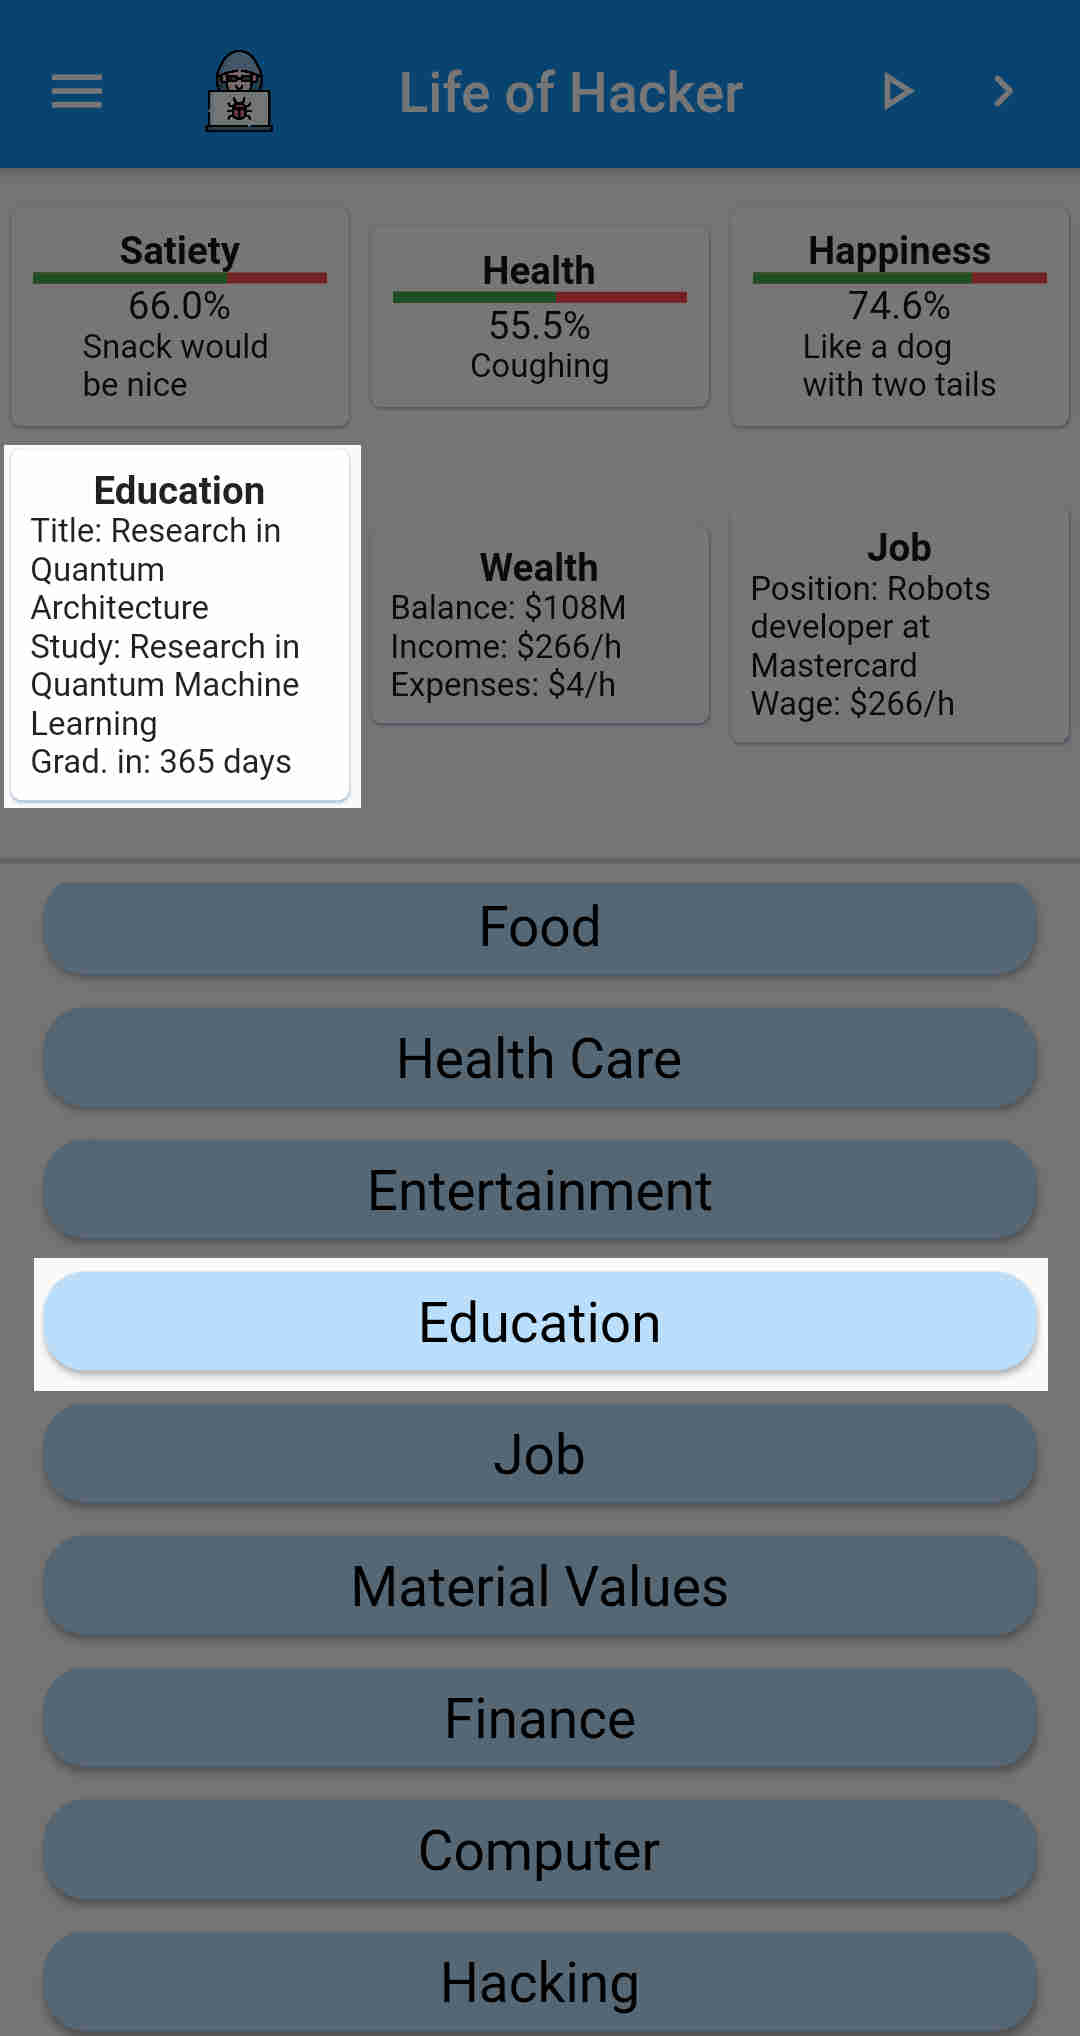 Life of Hacker
Satiety
66.0%
Snack would
be nice
Health
55.5%
Coughing
Happiness
74.6%
Like a dog
with two tails
Education
Title: Research in
Quantum
Architecture
Study: Research in
Quantum Machine
Learning
Grad. in: 365 days
Wealth
Balance: $108M
Income: $266/h
Expenses: $4/h
Job
Position: Robots
developer at
Mastercard
Wage: $266/h
Food
Health Care
Entertainment
Education
Job
Material Values
Finance
Computer
Hacking